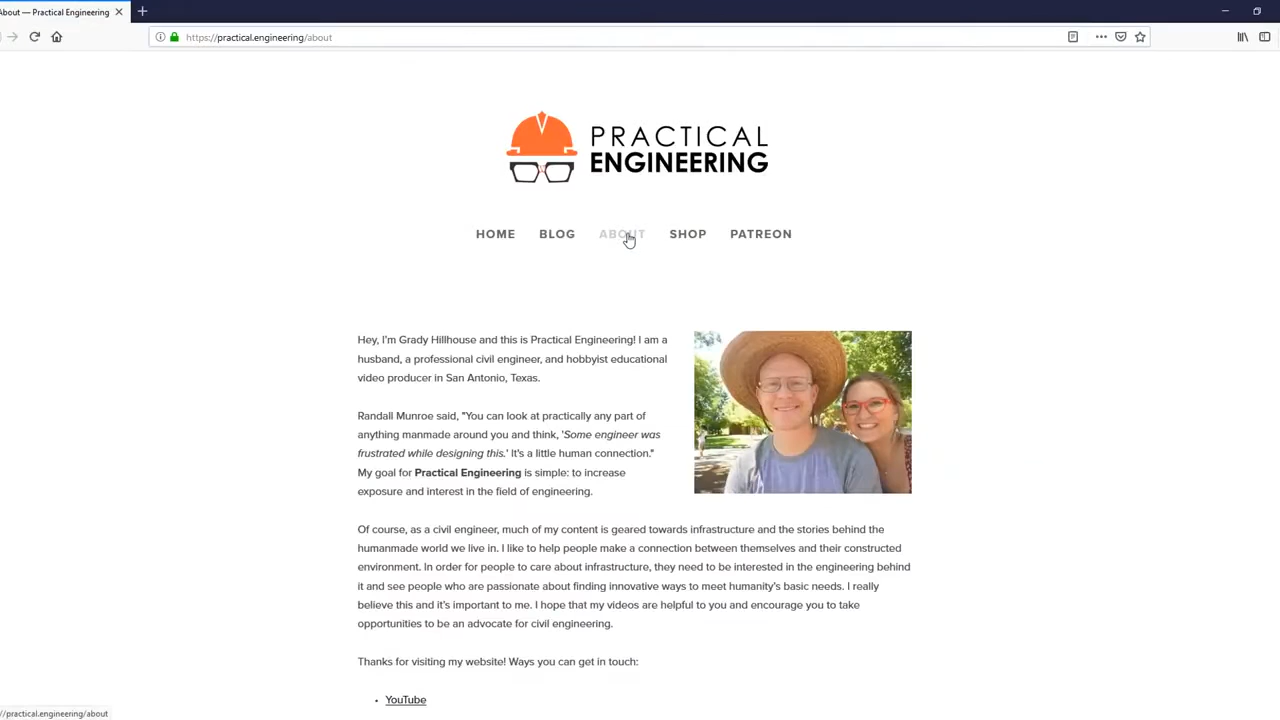 About — Practical Engineering
https://practical.engineering/about
PRACTICAL
ENGINEERING
HOME BLOG ABOUT SHOP PATREON
Hey, I'm Grady Hillhouse and this is Practical Engineering! I am a
husband, a professional civil engineer, and hobbyist educational
video producer in San Antonio, Texas.
Randall Munroe said, "You can look at practically any part of
anything manmade around you and think, 'Some engineer was
frustrated while designing this.' It's a little human connection."
My goal for Practical Engineering is simple: to increase
exposure and interest in the field of engineering.
Of course, as a civil engineer, much of my content is geared towards infrastructure and the stories behind the
humanmade world we live in. I like to help people make a connection between themselves and their constructed
environment. In order for people to care about infrastructure, they need to be interested in the engineering behind
it and see people who are passionate about finding innovative ways to meet humanity's basic needs. I really
believe this and it's important to me. I hope that my videos are helpful to you and encourage you to take
opportunities to be an advocate for civil engineering.
Thanks for visiting my website! Ways you can get in touch:
• YouTube
//practical.engineering/about